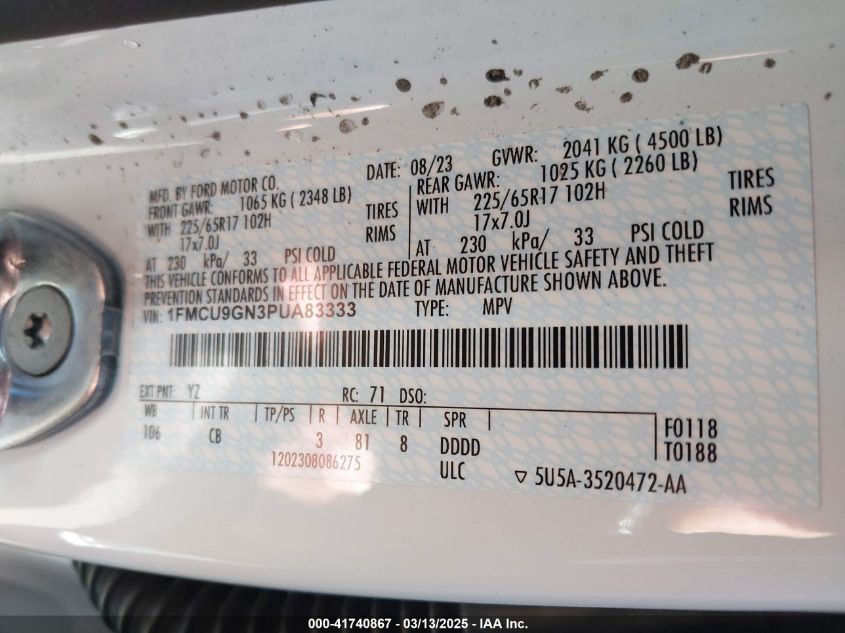 MFD. BY FORD MOTOR CO. DATE: 08/23 GVWR: 2041 KG ( 4500 LB)
FRONT GAWR: 1065 KG ( 2348 LB) REAR GAWR: 1025 KG ( 2260 LB)
WITH 225/65R17 102H TIRES WITH 225/65R17 102H TIRES
17x7.0J RIMS 17x7.0J RIMS
AT 230 kPa/ 33 PSI COLD AT 230 kPa/ 33 PSI COLD
THIS VEHICLE CONFORMS TO ALL APPLICABLE FEDERAL MOTOR VEHICLE SAFETY AND THEFT
PREVENTION STANDARDS IN EFFECT ON THE DATE OF MANUFACTURE SHOWN ABOVE.
VIN: 1FMCU9GN3PUA83333 TYPE: MPV
EXT PNT: YZ RC: 71 DSO:
WB INT TR TP/PS R AXLE TR SPR
106 CB 3 81 8 DDDD
F0118
T0188
1202308086275 ULC ▽ 5U5A-3520472-AA
000-41740867 - 03/13/2025 - IAA Inc.